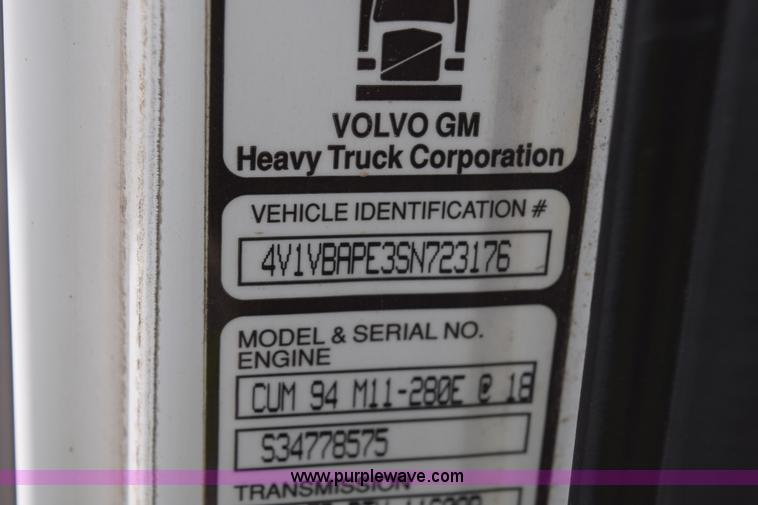 VOLVO GM
Heavy Truck Corporation
VEHICLE IDENTIFICATION #
4V1VBAPE3SN723176
MODEL & SERIAL NO.
ENGINE
CUM 94 M11-280E @ 18
S34778575
www.purplewave.com
TRANSMISSION